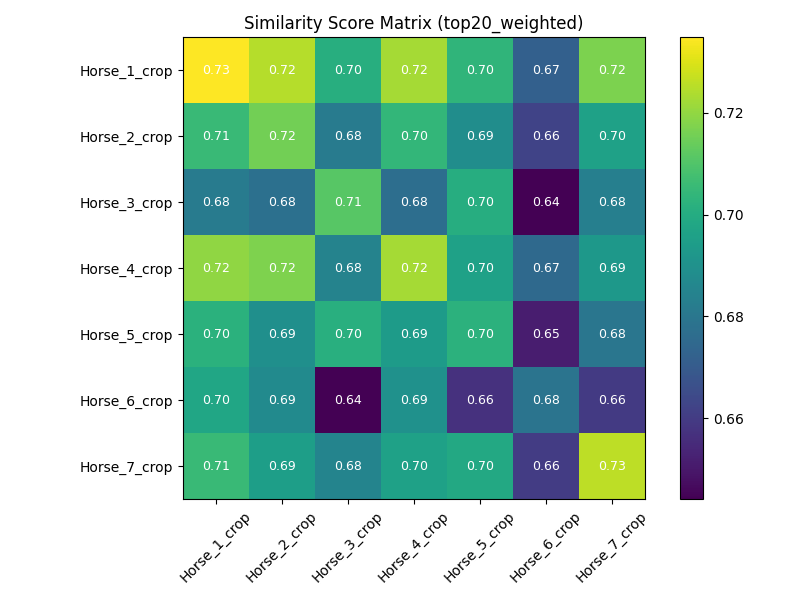 Similarity Score Matrix (top20_weighted)
Horse_1_crop 0.73 0.72 0.70 0.72 0.70 0.67 0.72
Horse_2_crop 0.71 0.72 0.68 0.70 0.69 0.66 0.70
Horse_3_crop 0.68 0.68 0.71 0.68 0.70 0.64 0.68
Horse_4_crop 0.72 0.72 0.68 0.72 0.70 0.67 0.69
Horse_5_crop 0.70 0.69 0.70 0.69 0.70 0.65 0.68
Horse_6_crop 0.70 0.69 0.64 0.69 0.66 0.68 0.66
Horse_7_crop 0.71 0.69 0.68 0.70 0.70 0.66 0.73
Horse_1_crop Horse_2_crop Horse_3_crop Horse_4_crop Horse_5_crop Horse_6_crop Horse_7_crop
0.72
0.70
0.68
0.66